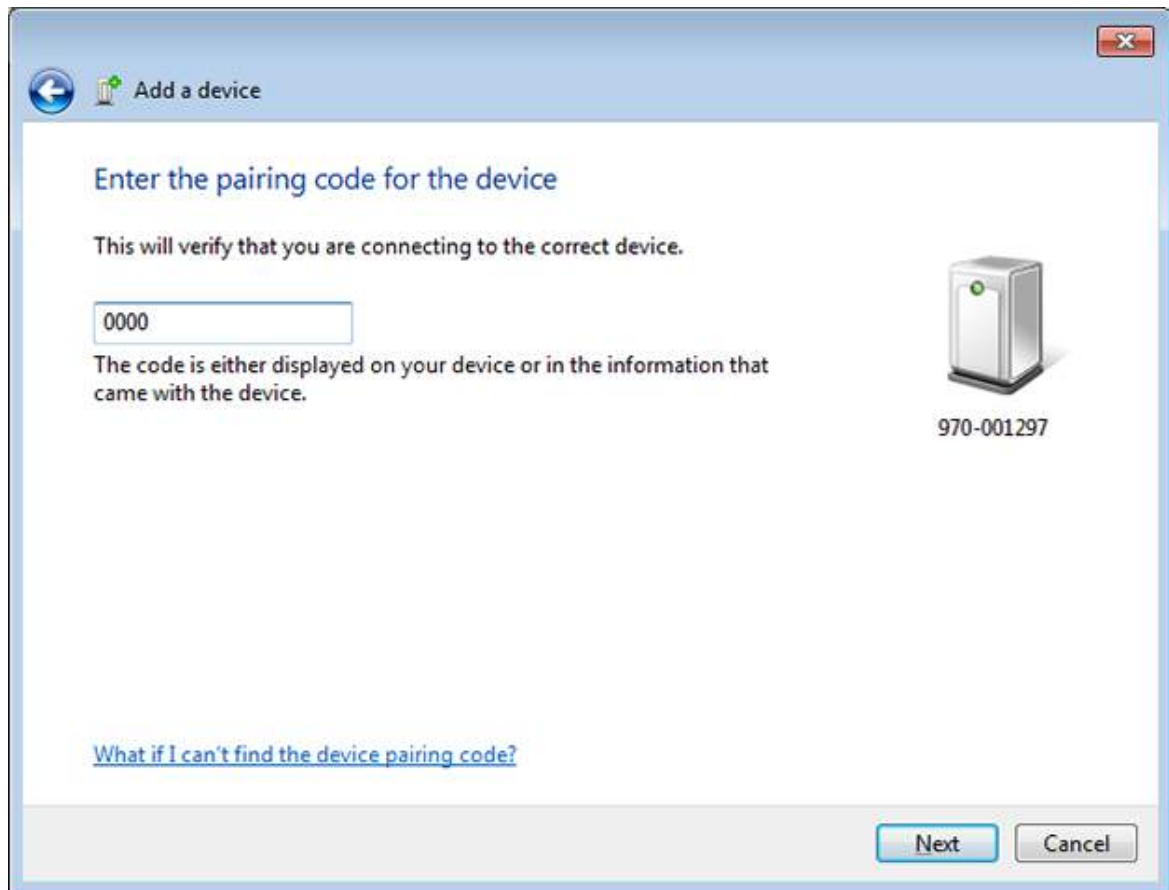 Add a device
Enter the pairing code for the device
This will verify that you are connecting to the correct device.
0000
The code is either displayed on your device or in the information that
came with the device.
970-001297
What if I can't find the device pairing code?
Next
Cancel